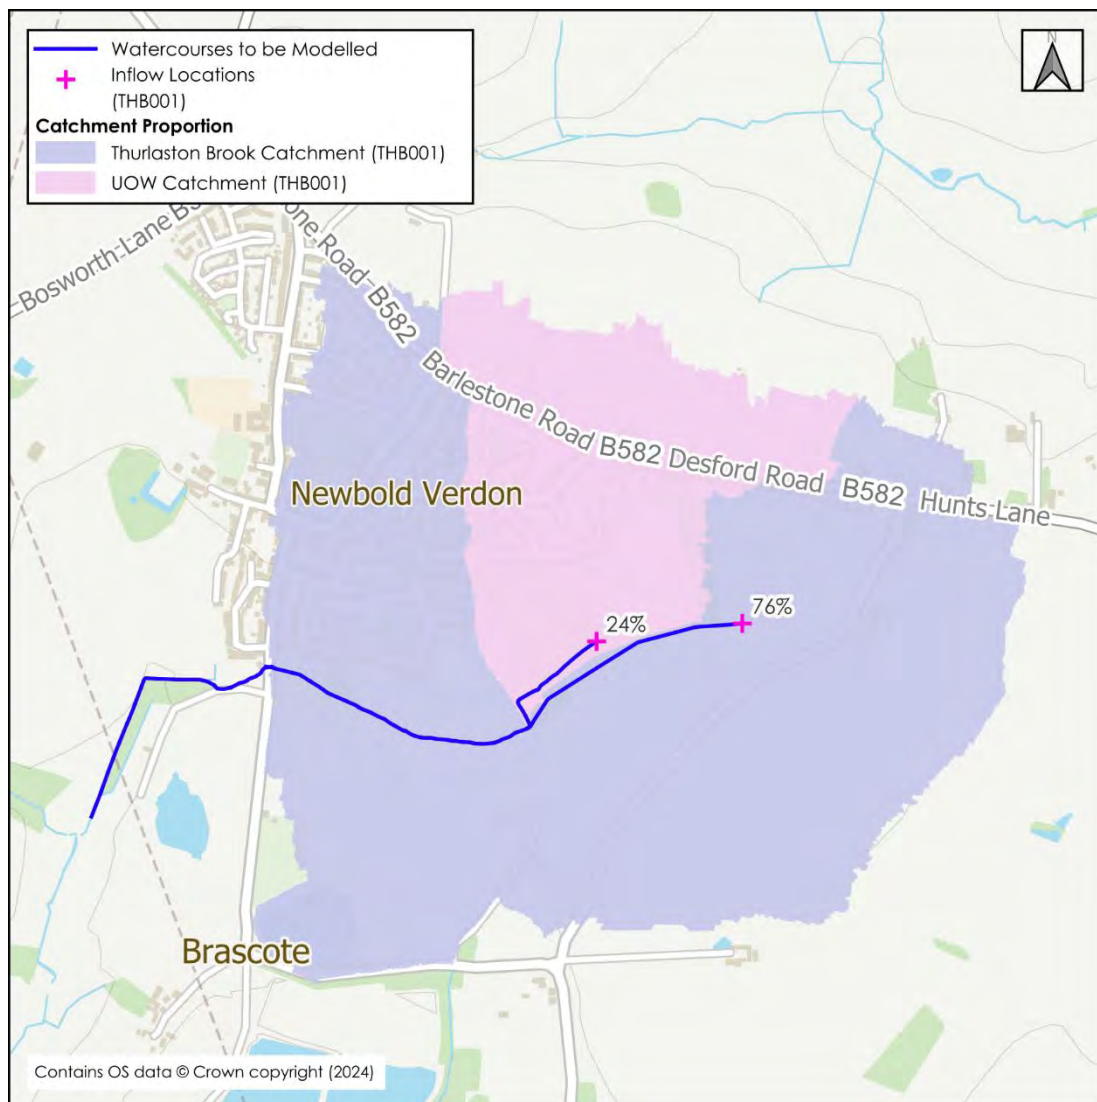 Watercourses to be Modelled
Inflow Locations
(THB001)
Catchment Proportion
Thurlaston Brook Catchment (THB001)
UOW Catchment (THB001)
N
Bosworth Lane B5
one Road B582
Barlestone Road B582 Desford Road B582 Hunts Lane
Newbold Verdon
24%
76%
Brascote
Contains OS data © Crown copyright (2024)